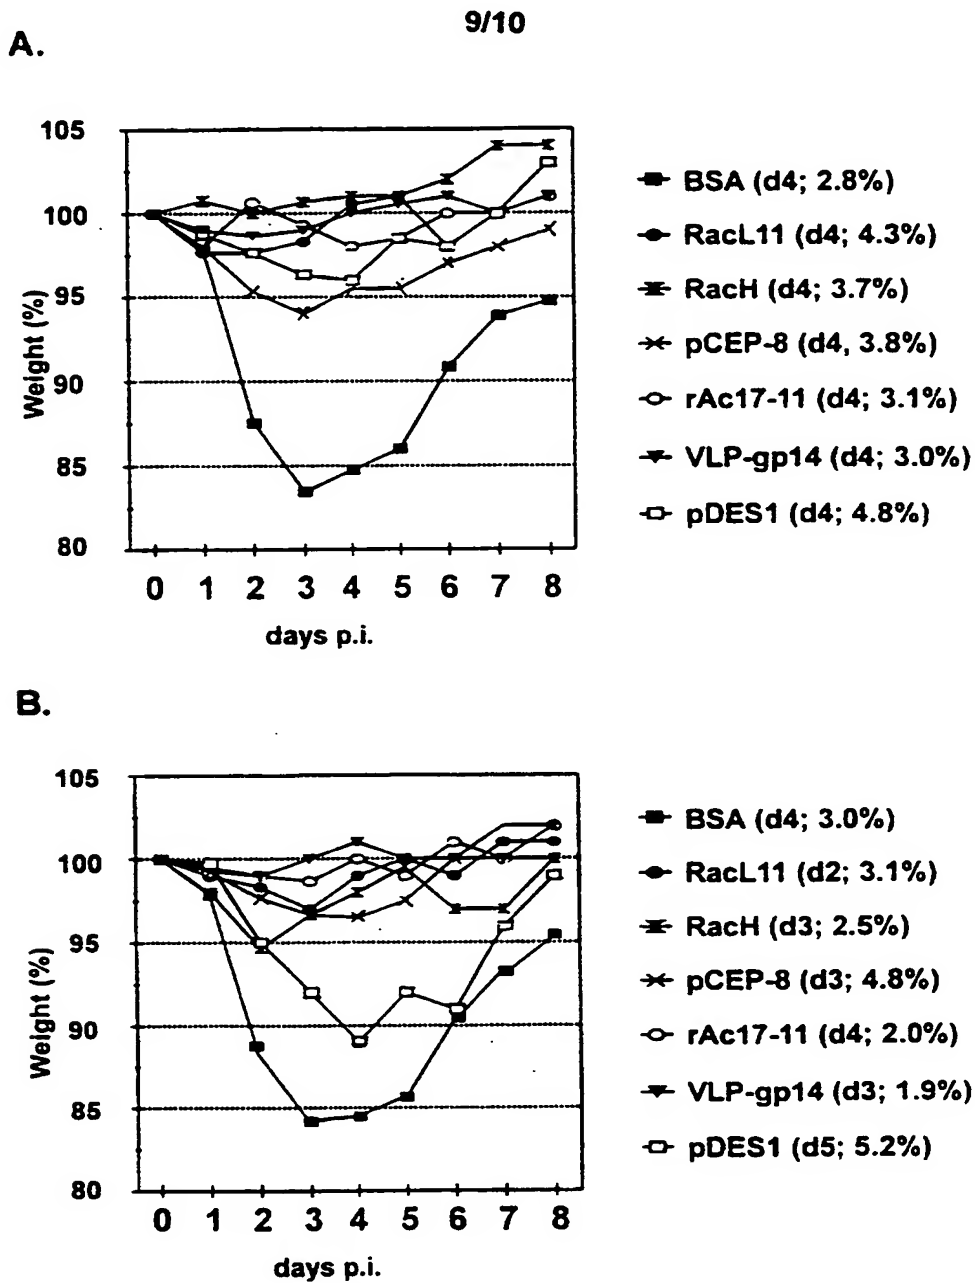 9/10
A.
105
100
95
90
85
80
Weight (%)
0 1 2 3 4 5 6 7 8
days p.i.
BSA (d4; 2.8%)
RacL11 (d4; 4.3%)
RacH (d4; 3.7%)
pCEP-8 (d4, 3.8%)
rAc17-11 (d4; 3.1%)
VLP-gp14 (d4; 3.0%)
pDES1 (d4; 4.8%)
B.
105
100
95
90
85
80
Weight (%)
0 1 2 3 4 5 6 7 8
days p.i.
BSA (d4; 3.0%)
RacL11 (d2; 3.1%)
RacH (d3; 2.5%)
pCEP-8 (d3; 4.8%)
rAc17-11 (d4; 2.0%)
VLP-gp14 (d3; 1.9%)
pDES1 (d5; 5.2%)